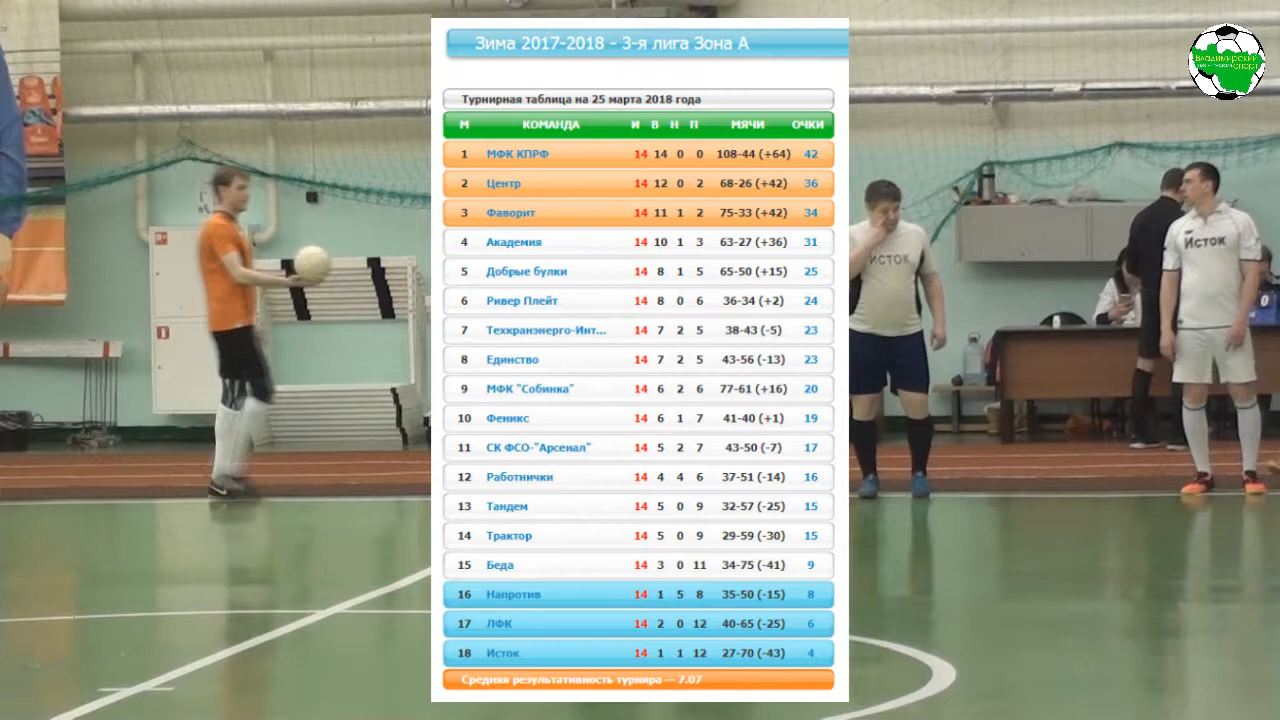 Зима 2017-2018 - 3-я лига Зона А
Турнирная таблица на 25 марта 2018 года
М КОМАНДА И В Н П МЯЧИ ОЧКИ
1 МФК КПРФ 14 14 0 0 108-44 (+64) 42
2 Центр 14 12 0 2 68-26 (+42) 36
3 Фаворит 14 11 1 2 75-33 (+42) 34
4 Академия 14 10 1 3 63-27 (+36) 31
5 Добрые булки 14 8 1 5 65-50 (+15) 25
6 Ривер Плейт 14 8 0 6 36-34 (+2) 24
7 Техкранэнерго-Инт... 14 7 2 5 38-43 (-5) 23
8 Единство 14 7 2 5 43-56 (-13) 23
9 МФК "Собинка" 14 6 2 6 77-61 (+16) 20
10 Феникс 14 6 1 7 41-40 (+1) 19
11 СК ФСО-"Арсенал" 14 5 2 7 43-50 (-7) 17
12 Работнички 14 4 4 6 37-51 (-14) 16
13 Тандем 14 5 0 9 32-57 (-25) 15
14 Трактор 14 5 0 9 29-59 (-30) 15
15 Беда 14 3 0 11 34-75 (-41) 9
16 Напротив 14 1 5 8 35-50 (-15) 8
17 ЛФК 14 2 0 12 40-65 (-25) 6
18 Исток 14 1 1 12 27-70 (-43) 4
Средняя результативность турнира — 7.07
ИСТОК
Исток
0
Владимирский
спорт